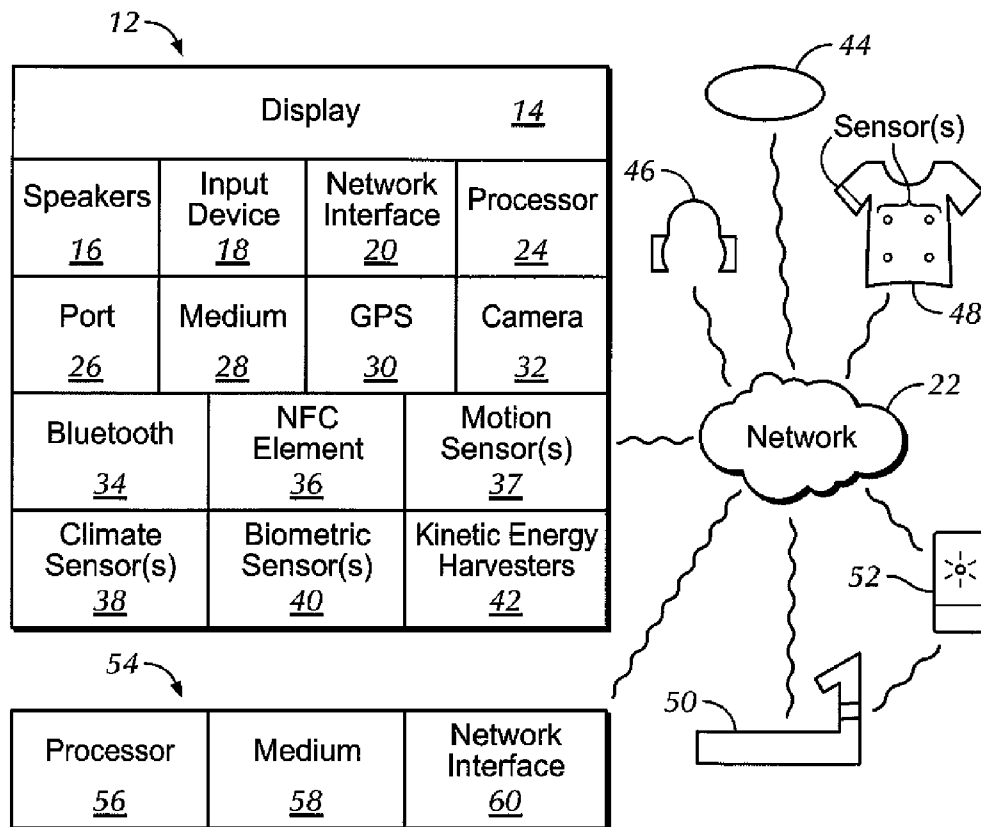 12
Display 14
Speakers
16
Input
Device
18
Network
Interface
20
Processor
24
Port
26
Medium
28
GPS
30
Camera
32
Bluetooth
34
NFC
Element
36
Motion
Sensor(s)
37
Climate
Sensor(s)
38
Biometric
Sensor(s)
40
Kinetic Energy
Harvesters
42
44
46
Sensor(s)
48
Network
22
52
50
54
Processor
56
Medium
58
Network
Interface
60